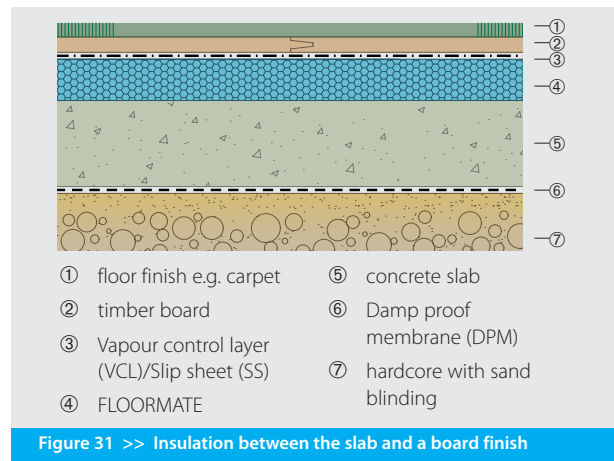 ①
②
③
④
⑤
⑥
⑦
① floor finish e.g. carpet
② timber board
③ Vapour control layer
(VCL)/Slip sheet (SS)
④ FLOORMATE
⑤ concrete slab
⑥ Damp proof
membrane (DPM)
⑦ hardcore with sand
blinding
Figure 31 >> Insulation between the slab and a board finish